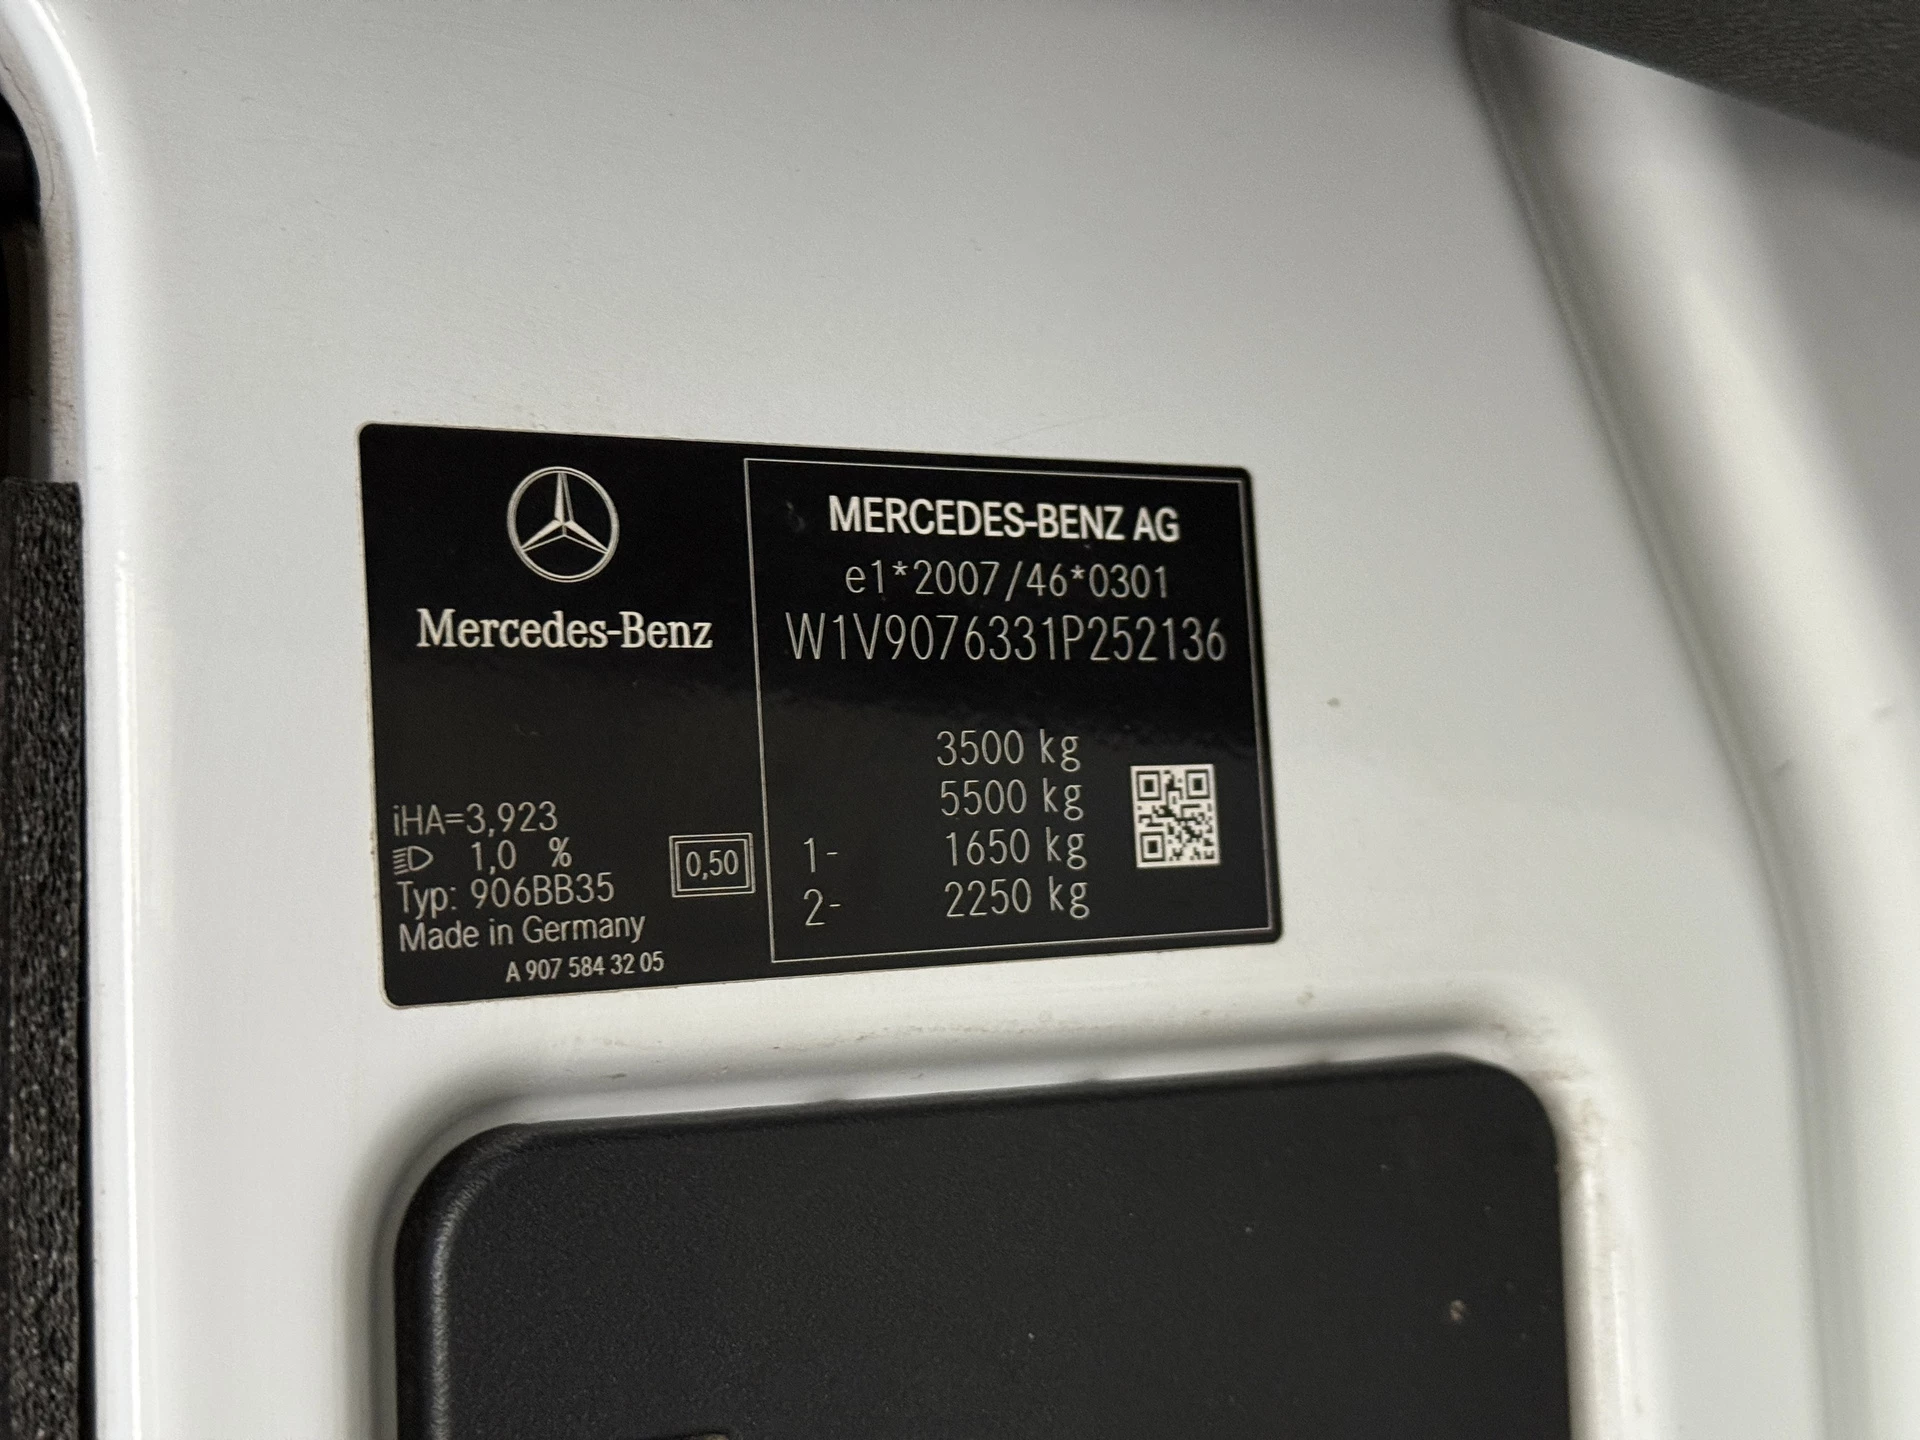 Mercedes-Benz
iHA=3,923
1,0 %
Typ: 906BB35
Made in Germany
A 907 584 32 05
0,50
MERCEDES-BENZ AG
e1*2007/46*0301
W1V9076331P252136
3500 kg
5500 kg
1- 1650 kg
2- 2250 kg